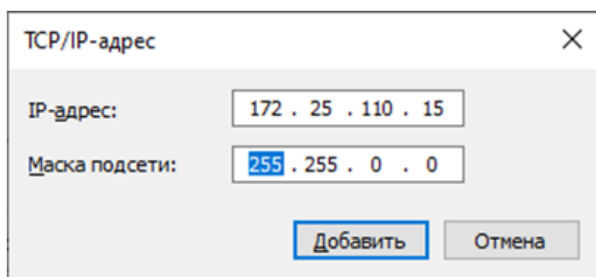 TCP/IP-адрес
IP-адрес: 172 . 25 . 110 . 15
Маска подсети: 255 . 255 . 0 . 0
Добавить Отмена